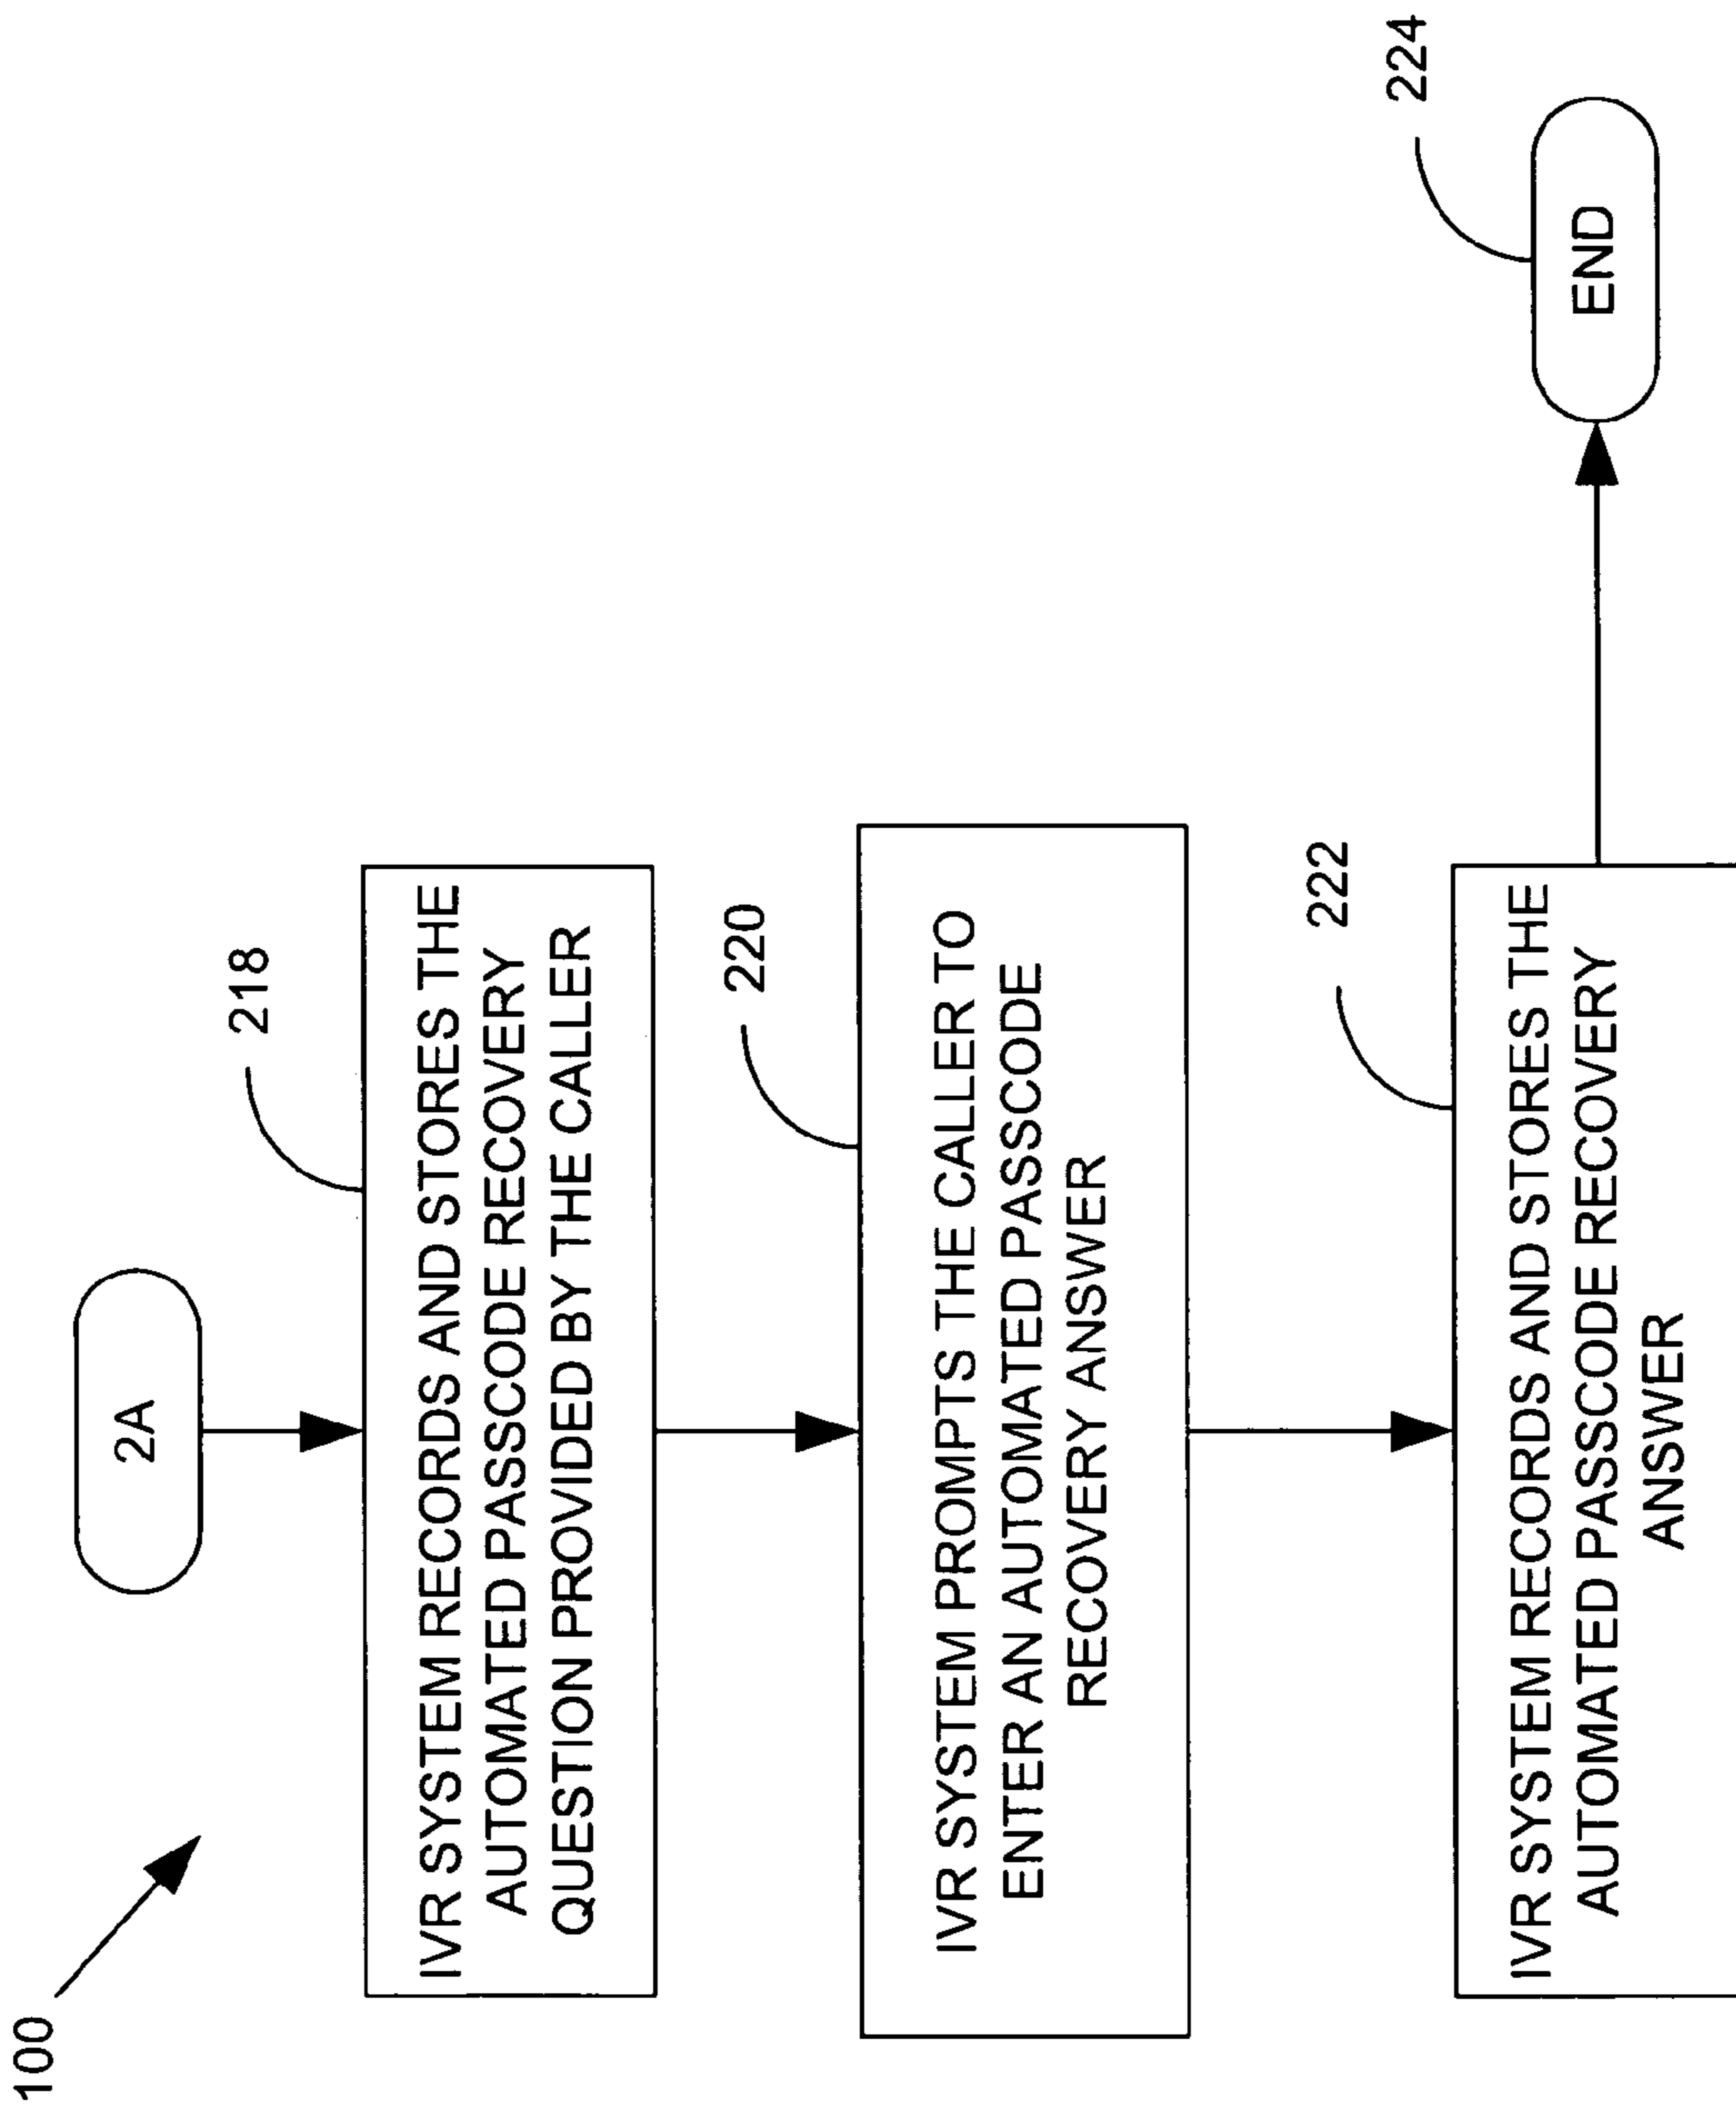 100
2A
218
IVR SYSTEM RECORDS AND STORES THE
AUTOMATED PASSCODE RECOVERY
QUESTION PROVIDED BY THE CALLER
220
IVR SYSTEM PROMPTS THE CALLER TO
ENTER AN AUTOMATED PASSCODE
RECOVERY ANSWER
222
IVR SYSTEM RECORDS AND STORES THE
AUTOMATED PASSCODE RECOVERY
ANSWER
224
END